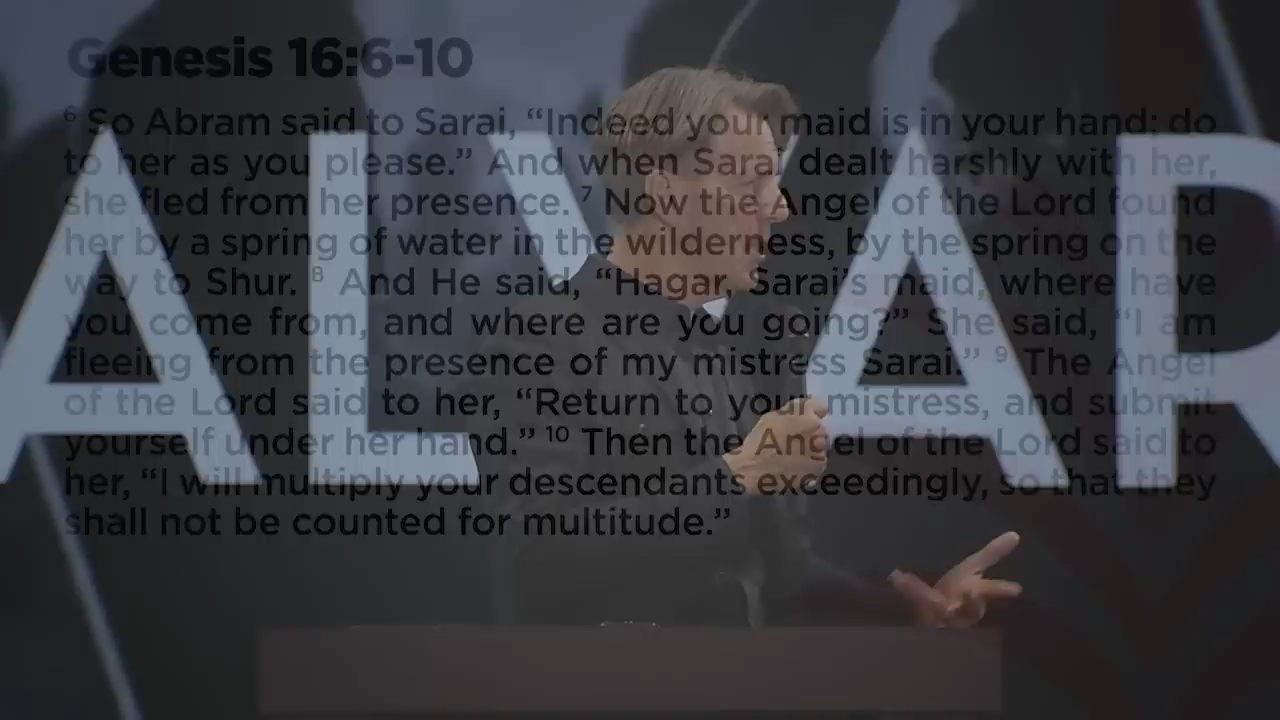 Genesis 16:6-10
6 So Abram said to Sarai, “Indeed your maid is in your hand; do
to her as you please.” And when Sarai dealt harshly with her,
she fled from her presence. 7 Now the Angel of the Lord found
her by a spring of water in the wilderness, by the spring on the
way to Shur. 8 And He said, “Hagar, Sarai’s maid, where have
you come from, and where are you going?” She said, “I am
fleeing from the presence of my mistress Sarai.” 9 The Angel
of the Lord said to her, “Return to your mistress, and submit
yourself under her hand.” 10 Then the Angel of the Lord said to
her, “I will multiply your descendants exceedingly, so that they
shall not be counted for multitude.”
ALVAR